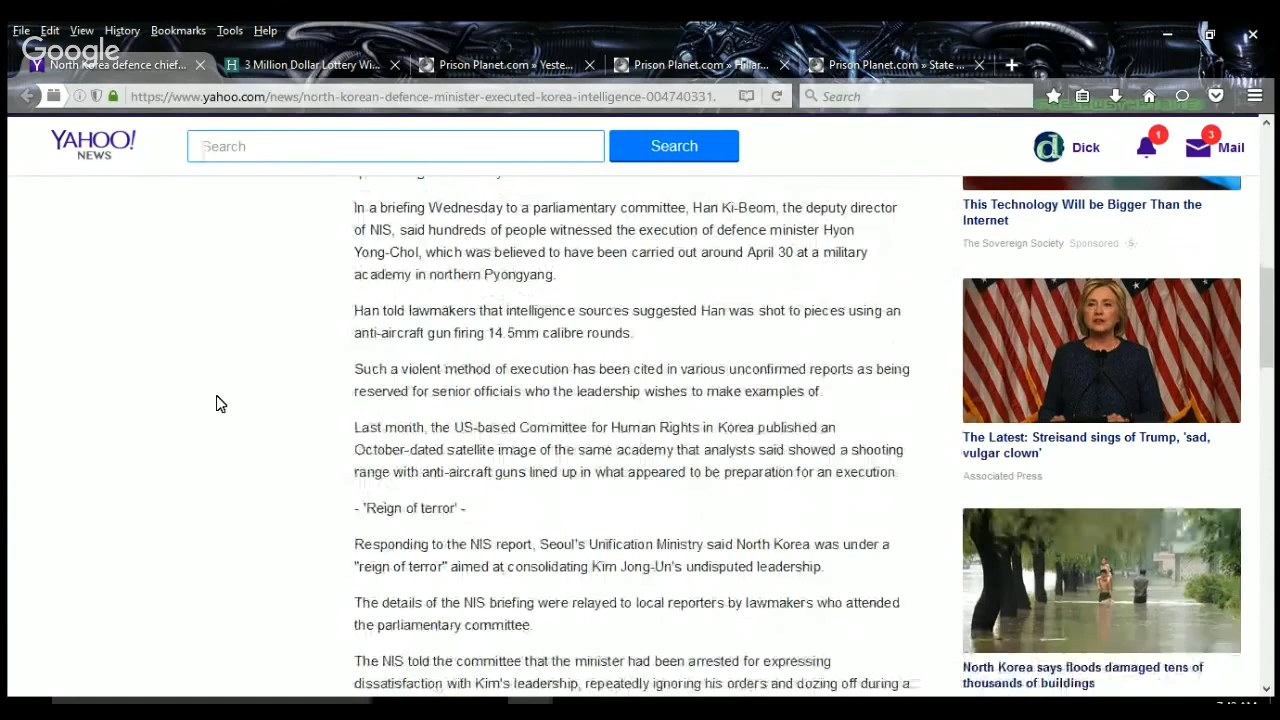 File Edit View History Bookmarks Tools Help
Google
North Korea defence chief...
3 Million Dollar Lottery Wi...
Prison Planet.com » Yeste...
Prison Planet.com » Hillar...
Prison Planet.com » State ...
https://www.yahoo.com/news/north-korean-defence-minister-executed-korea-intelligence-004740331.
Search
YAHOO!
NEWS
Search
Search
d
Dick
1
3
Mail
In a briefing Wednesday to a parliamentary committee, Han Ki-Beom, the deputy director
of NIS, said hundreds of people witnessed the execution of defence minister Hyon
Yong-Chol, which was believed to have been carried out around April 30 at a military
academy in northern Pyongyang.
Han told lawmakers that intelligence sources suggested Han was shot to pieces using an
anti-aircraft gun firing 14.5mm calibre rounds.
Such a violent method of execution has been cited in various unconfirmed reports as being
reserved for senior officials who the leadership wishes to make examples of.
Last month, the US-based Committee for Human Rights in Korea published an
October-dated satellite image of the same academy that analysts said showed a shooting
range with anti-aircraft guns lined up in what appeared to be preparation for an execution.
- 'Reign of terror' -
Responding to the NIS report, Seoul's Unification Ministry said North Korea was under a
"reign of terror" aimed at consolidating Kim Jong-Un's undisputed leadership.
The details of the NIS briefing were relayed to local reporters by lawmakers who attended
the parliamentary committee.
The NIS told the committee that the minister had been arrested for expressing
dissatisfaction with Kim's leadership, repeatedly ignoring his orders and dozing off during a
This Technology Will be Bigger Than the
Internet
The Sovereign Society Sponsored
The Latest: Streisand sings of Trump, 'sad,
vulgar clown'
Associated Press
North Korea says floods damaged tens of
thousands of buildings